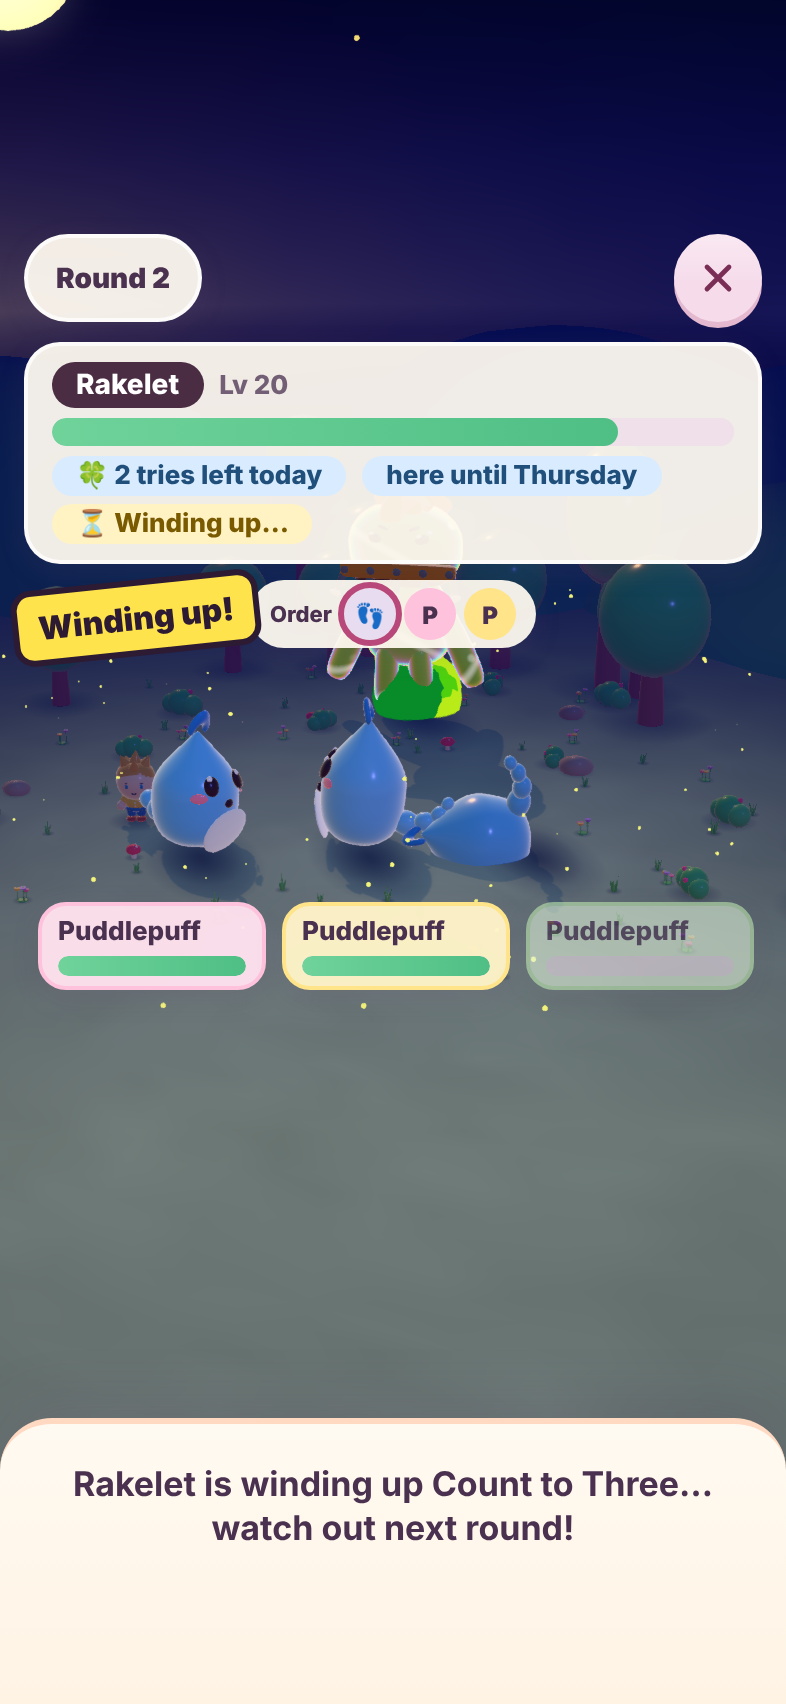 Round 2
Rakelet Lv 20
🍀 2 tries left today here until Thursday
⏳ Winding up...
Winding up! Order 👣 P P
Puddlepuff Puddlepuff Puddlepuff
Rakelet is winding up Count to Three...
watch out next round!